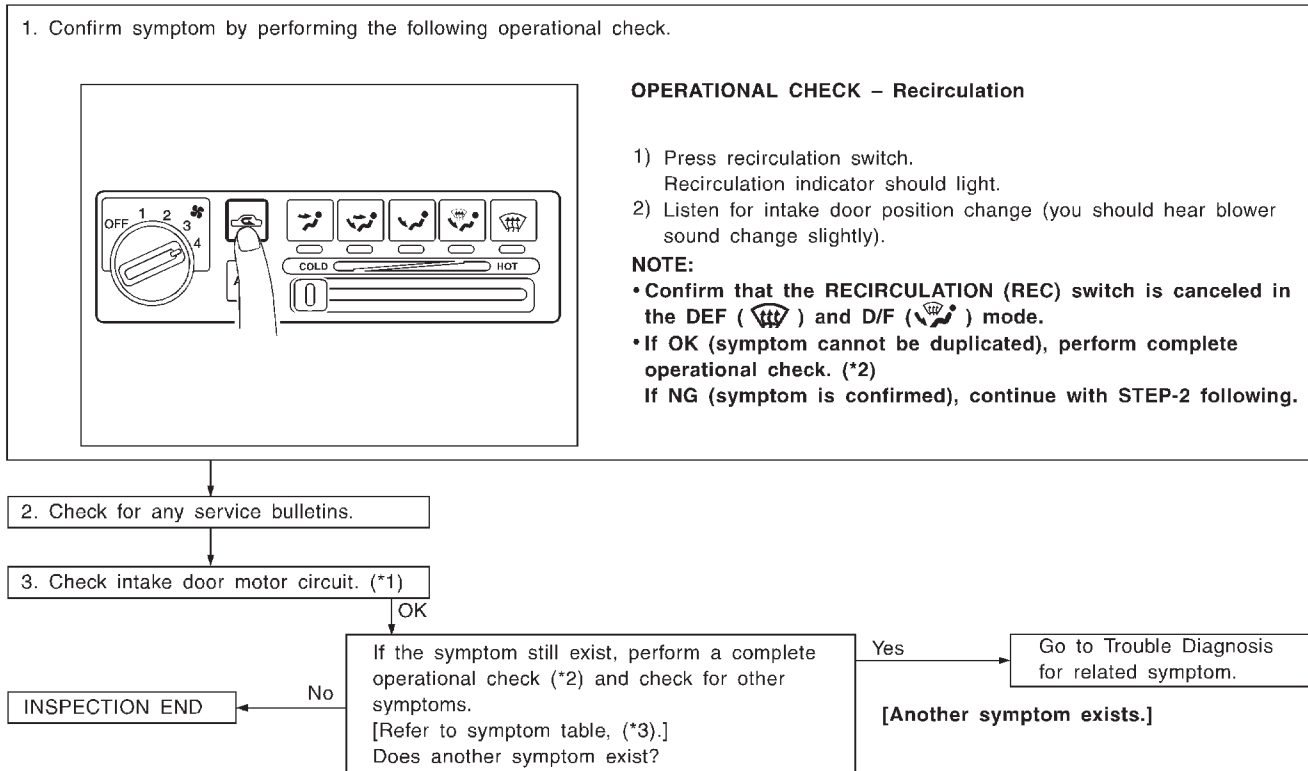 1. Confirm symptom by performing the following operational check.
OFF 1 2 3 4
A
COLD HOT
OPERATIONAL CHECK – Recirculation
1) Press recirculation switch.
Recirculation indicator should light.
2) Listen for intake door position change (you should hear blower
sound change slightly).
NOTE:
• Confirm that the RECIRCULATION (REC) switch is canceled in
the DEF ( ) and D/F ( ) mode.
• If OK (symptom cannot be duplicated), perform complete
operational check. (*2)
If NG (symptom is confirmed), continue with STEP-2 following.
2. Check for any service bulletins.
3. Check intake door motor circuit. (*1)
OK
If the symptom still exist, perform a complete
operational check (*2) and check for other
symptoms.
[Refer to symptom table, (*3).]
Does another symptom exist?
Yes
Go to Trouble Diagnosis
for related symptom.
[Another symptom exists.]
No
INSPECTION END